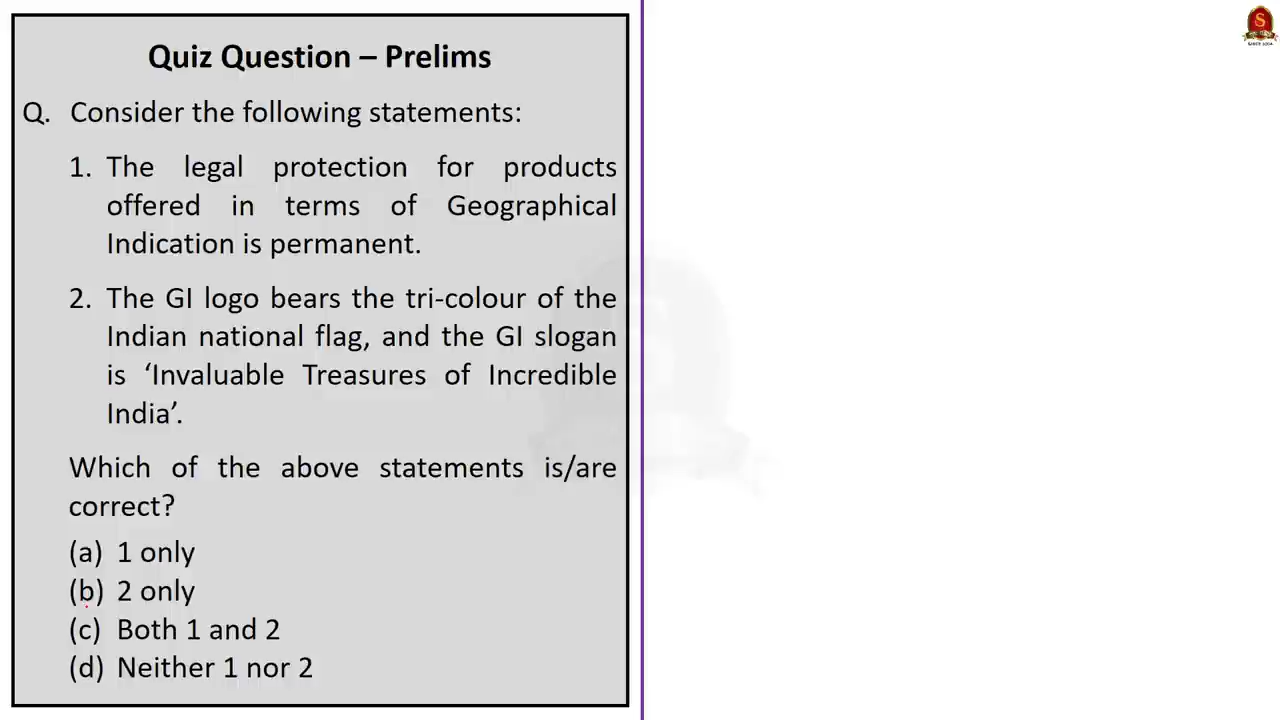 Quiz Question – Prelims
Q. Consider the following statements:
1. The legal protection for products
offered in terms of Geographical
Indication is permanent.
2. The GI logo bears the tri-colour of the
Indian national flag, and the GI slogan
is ‘Invaluable Treasures of Incredible
India’.
Which of the above statements is/are
correct?
(a) 1 only
(b) 2 only
(c) Both 1 and 2
(d) Neither 1 nor 2
S